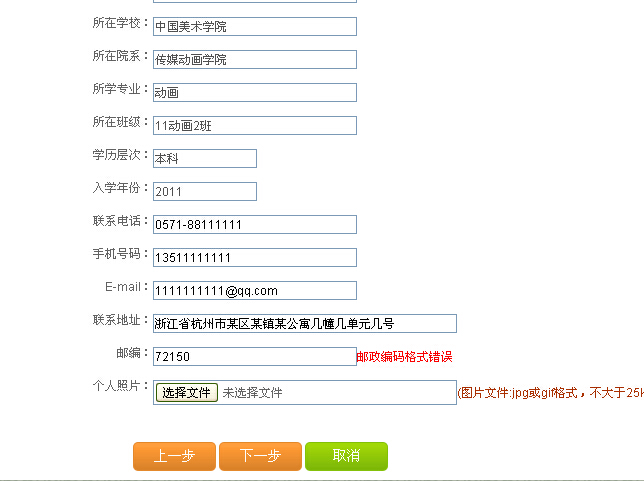 所在学校：中国美术学院
所在院系：传媒动画学院
所学专业：动画
所在班级：11动画2班
学历层次：本科
入学年份：2011
联系电话：0571-88111111
手机号码：13511111111
E-mail：1111111111@qq.com
联系地址：浙江省杭州市某区某镇某公寓几幢几单元几号
邮编：72150邮政编码格式错误
个人照片：选择文件 未选择文件 (图片文件:jpg或gif格式，不大于25k
上一步 下一步 取消